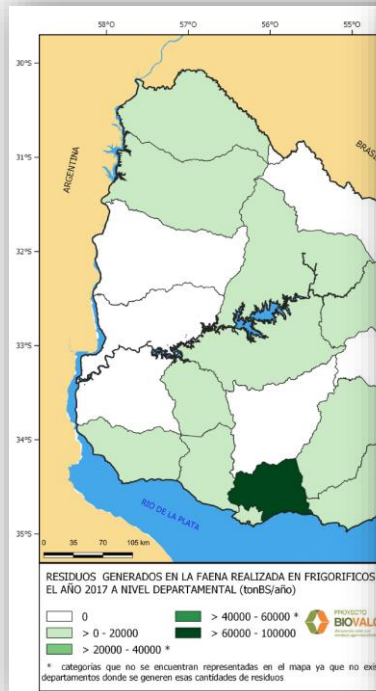 58°O 57°O 56°O 55°O
30°S
31°S
ARGENTINA
BRAS
32°S
33°S
34°S
RIO DE LA PLATA
35°S
0 35 70 105 km
RESIDUOS GENERADOS EN LA FAENA REALIZADA EN FRIGORIFICOS
EL AÑO 2017 A NIVEL DEPARTAMENTAL (tonBS/año)
0
> 0 - 20000
> 20000 - 40000 *
> 40000 - 60000 *
> 60000 - 100000
PROYECTO
BIOVALO
* categorías que no se encuentran representadas en el mapa ya que no exis
departamentos donde se generen esas cantidades de residuos